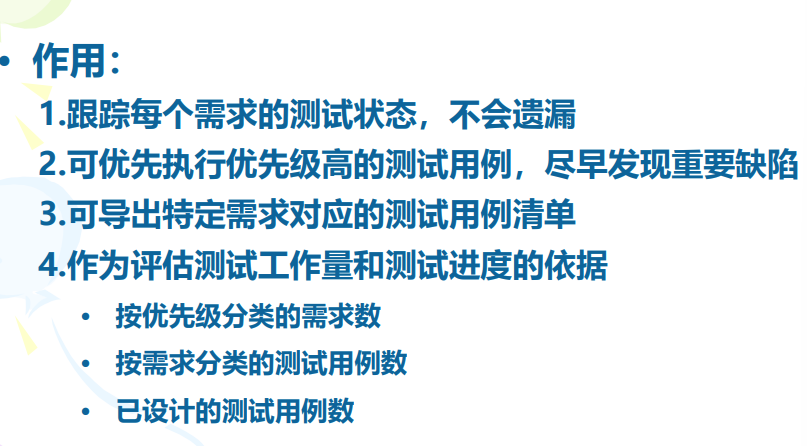 • 作用：
1.跟踪每个需求的测试状态，不会遗漏
2.可优先执行优先级高的测试用例，尽早发现重要缺陷
3.可导出特定需求对应的测试用例清单
4.作为评估测试工作量和测试进度的依据
• 按优先级分类的需求数
• 按需求分类的测试用例数
• 已设计的测试用例数